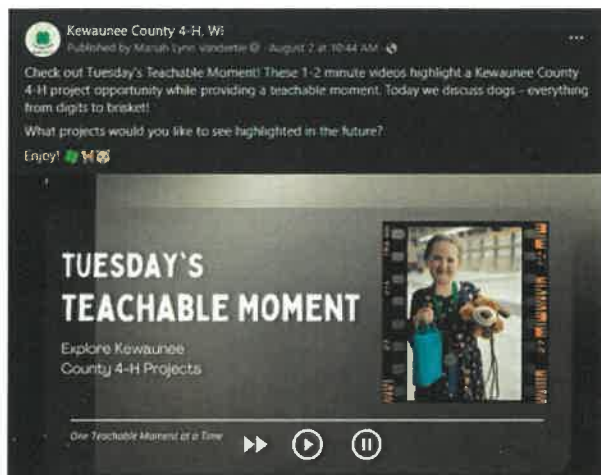 Kewaunee County 4-H, WI
Published by Mariah Lynn Vandertie · August 2 at 10:44 AM ·
Check out Tuesday's Teachable Moment! These 1-2 minute videos highlight a Kewaunee County
4-H project opportunity while providing a teachable moment. Today we discuss dogs - everything
from digits to brisket!
What projects would you like to see highlighted in the future?
Enjoy! 🍀🐕🐶
TUESDAY'S
TEACHABLE MOMENT
Explore Kewaunee
County 4-H Projects
One Teachable Moment at a Time